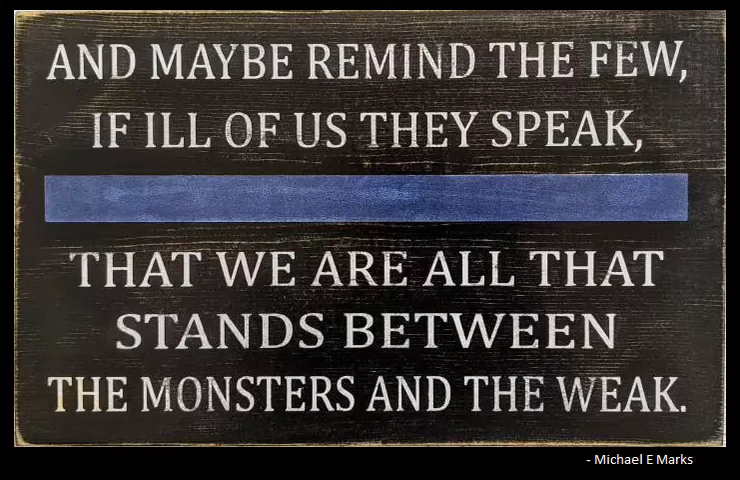 AND MAYBE REMIND THE FEW,
IF ILL OF US THEY SPEAK,
THAT WE ARE ALL THAT
STANDS BETWEEN
THE MONSTERS AND THE WEAK.
- Michael E Marks